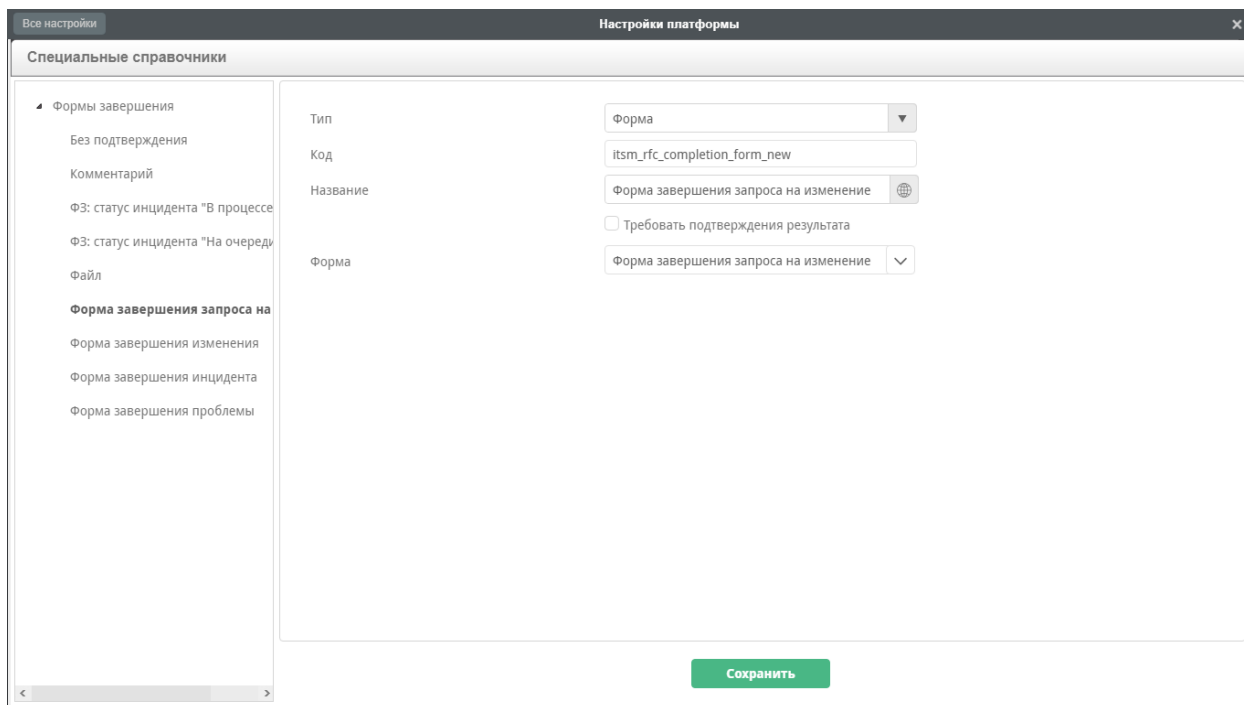 Все настройки
Настройки платформы
Специальные справочники
Формы завершения
Без подтверждения
Комментарий
ФЗ: статус инцидента "В процессе
ФЗ: статус инцидента "На очереди
Файл
Форма завершения запроса на
Форма завершения изменения
Форма завершения инцидента
Форма завершения проблемы
Тип
Форма
Код
itsm_rfc_completion_form_new
Название
Форма завершения запроса на изменение
Требовать подтверждения результата
Форма
Форма завершения запроса на изменение
Сохранить